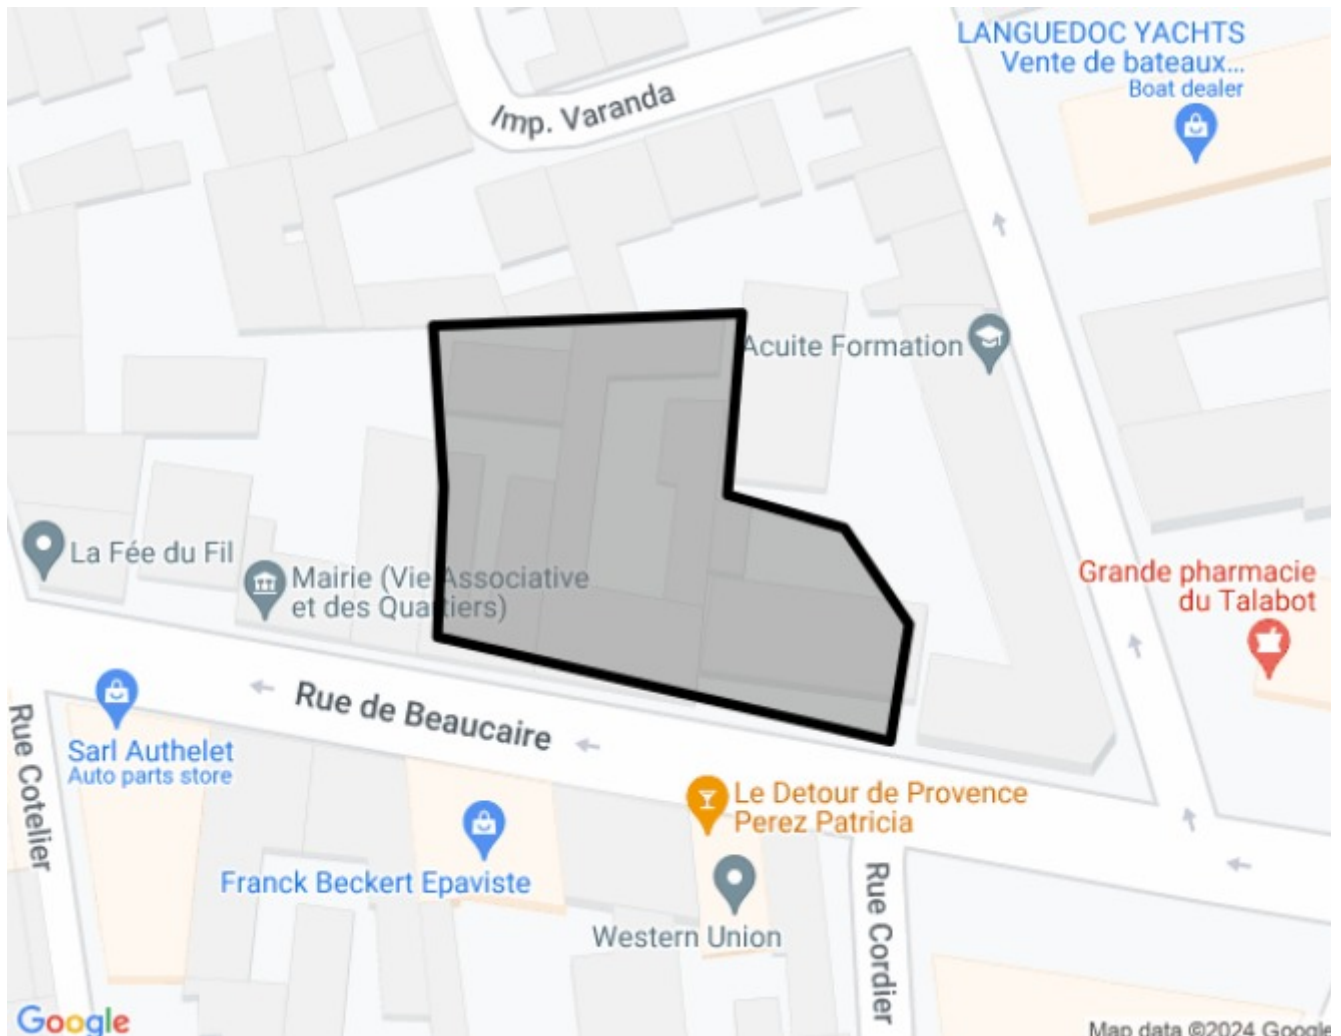 LANGUEDOC YACHTS
Vente de bateaux...
Boat dealer
Imp. Varanda
Acuite Formation
La Fée du Fil
Mairie (Vie Associative
et des Quartiers)
Grande pharmacie
du Talabot
Rue de Beaucaire
Sarl Authelet
Auto parts store
Rue Cotelier
Le Detour de Provence
Perez Patricia
Franck Beckert Epaviste
Western Union
Rue Cordier
Google
Map data ©2024 Google